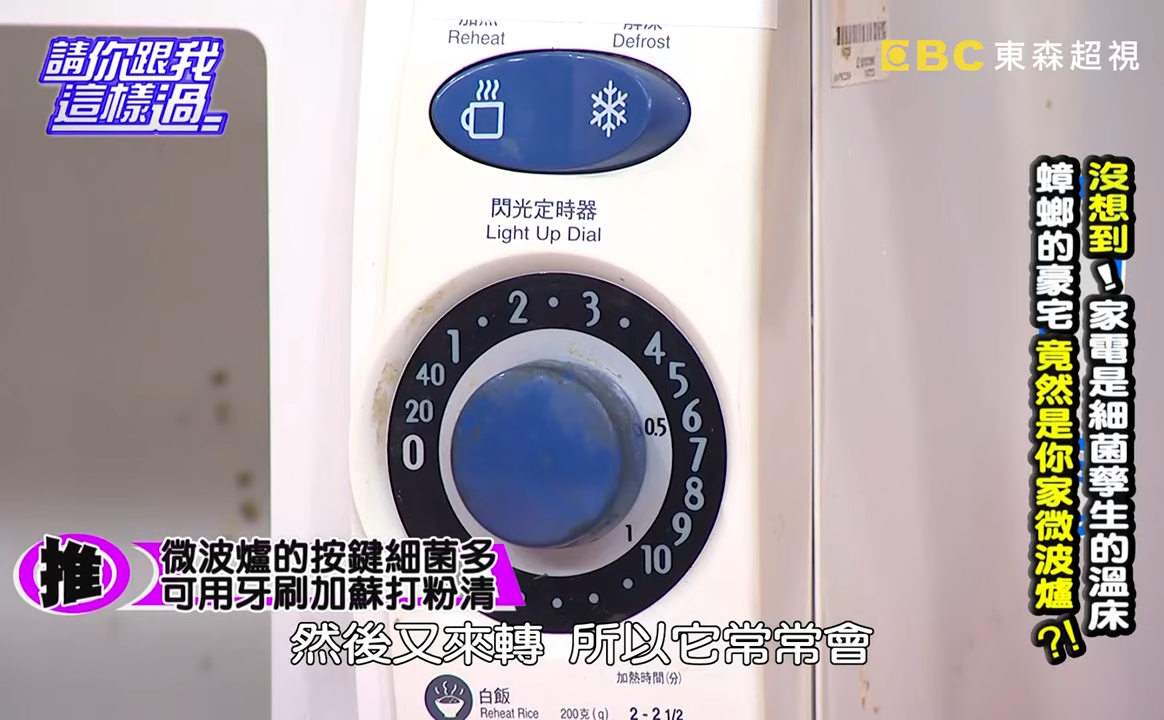 請你跟我
這樣過
EBC 東森超視
Reheat
Defrost
閃光定時器
Light Up Dial
0
20
40
1
2
3
4
5
6
7
8
9
10
0.5
1
沒想到！家電是細菌孳生的溫床
蟑螂的豪宅 竟然是你家微波爐?!
推
微波爐的按鍵細菌多
可用牙刷加蘇打粉清
然後又來轉 所以它常常會
加熱時間(分)
白飯
Reheat Rice 200克(g) 2 - 2 1/2